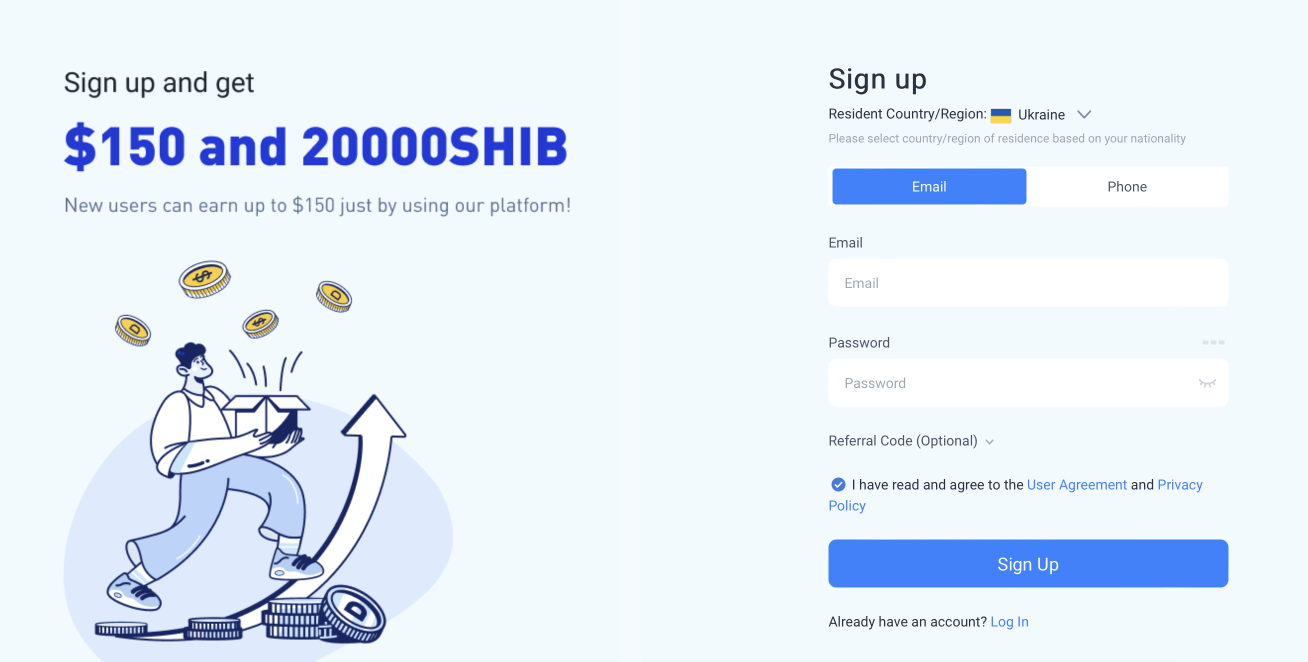 Sign up and get
$150 and 20000SHIB
New users can earn up to $150 just by using our platform!
Sign up
Resident Country/Region: Ukraine
Please select country/region of residence based on your nationality
Email Phone
Email
Email
Password
Password
Referral Code (Optional)
I have read and agree to the User Agreement and Privacy
Policy
Sign Up
Already have an account? Log In
$
D
$
D
D